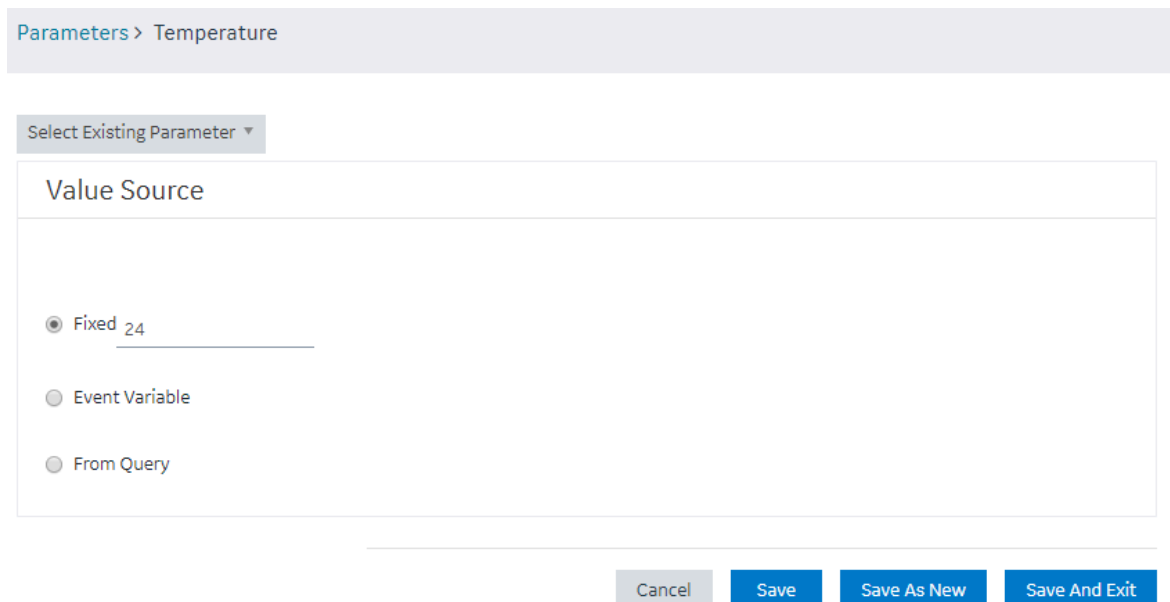 Parameters > Temperature
Select Existing Parameter ▼
Value Source
Fixed 24
Event Variable
From Query
Cancel Save Save As New Save And Exit